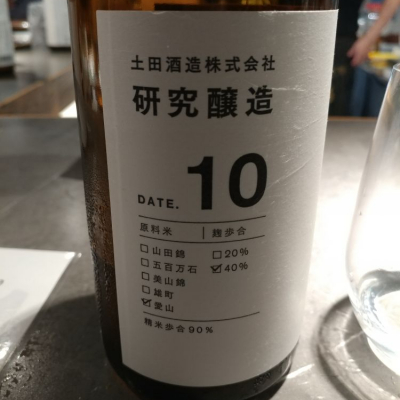 土田酒造株式会社
研究醸造
DATE. 10
原料米 | 麹歩合
□山田錦 □20%
□五百万石 ☑40%
□美山錦
□雄町
☑愛山
精米歩合90%